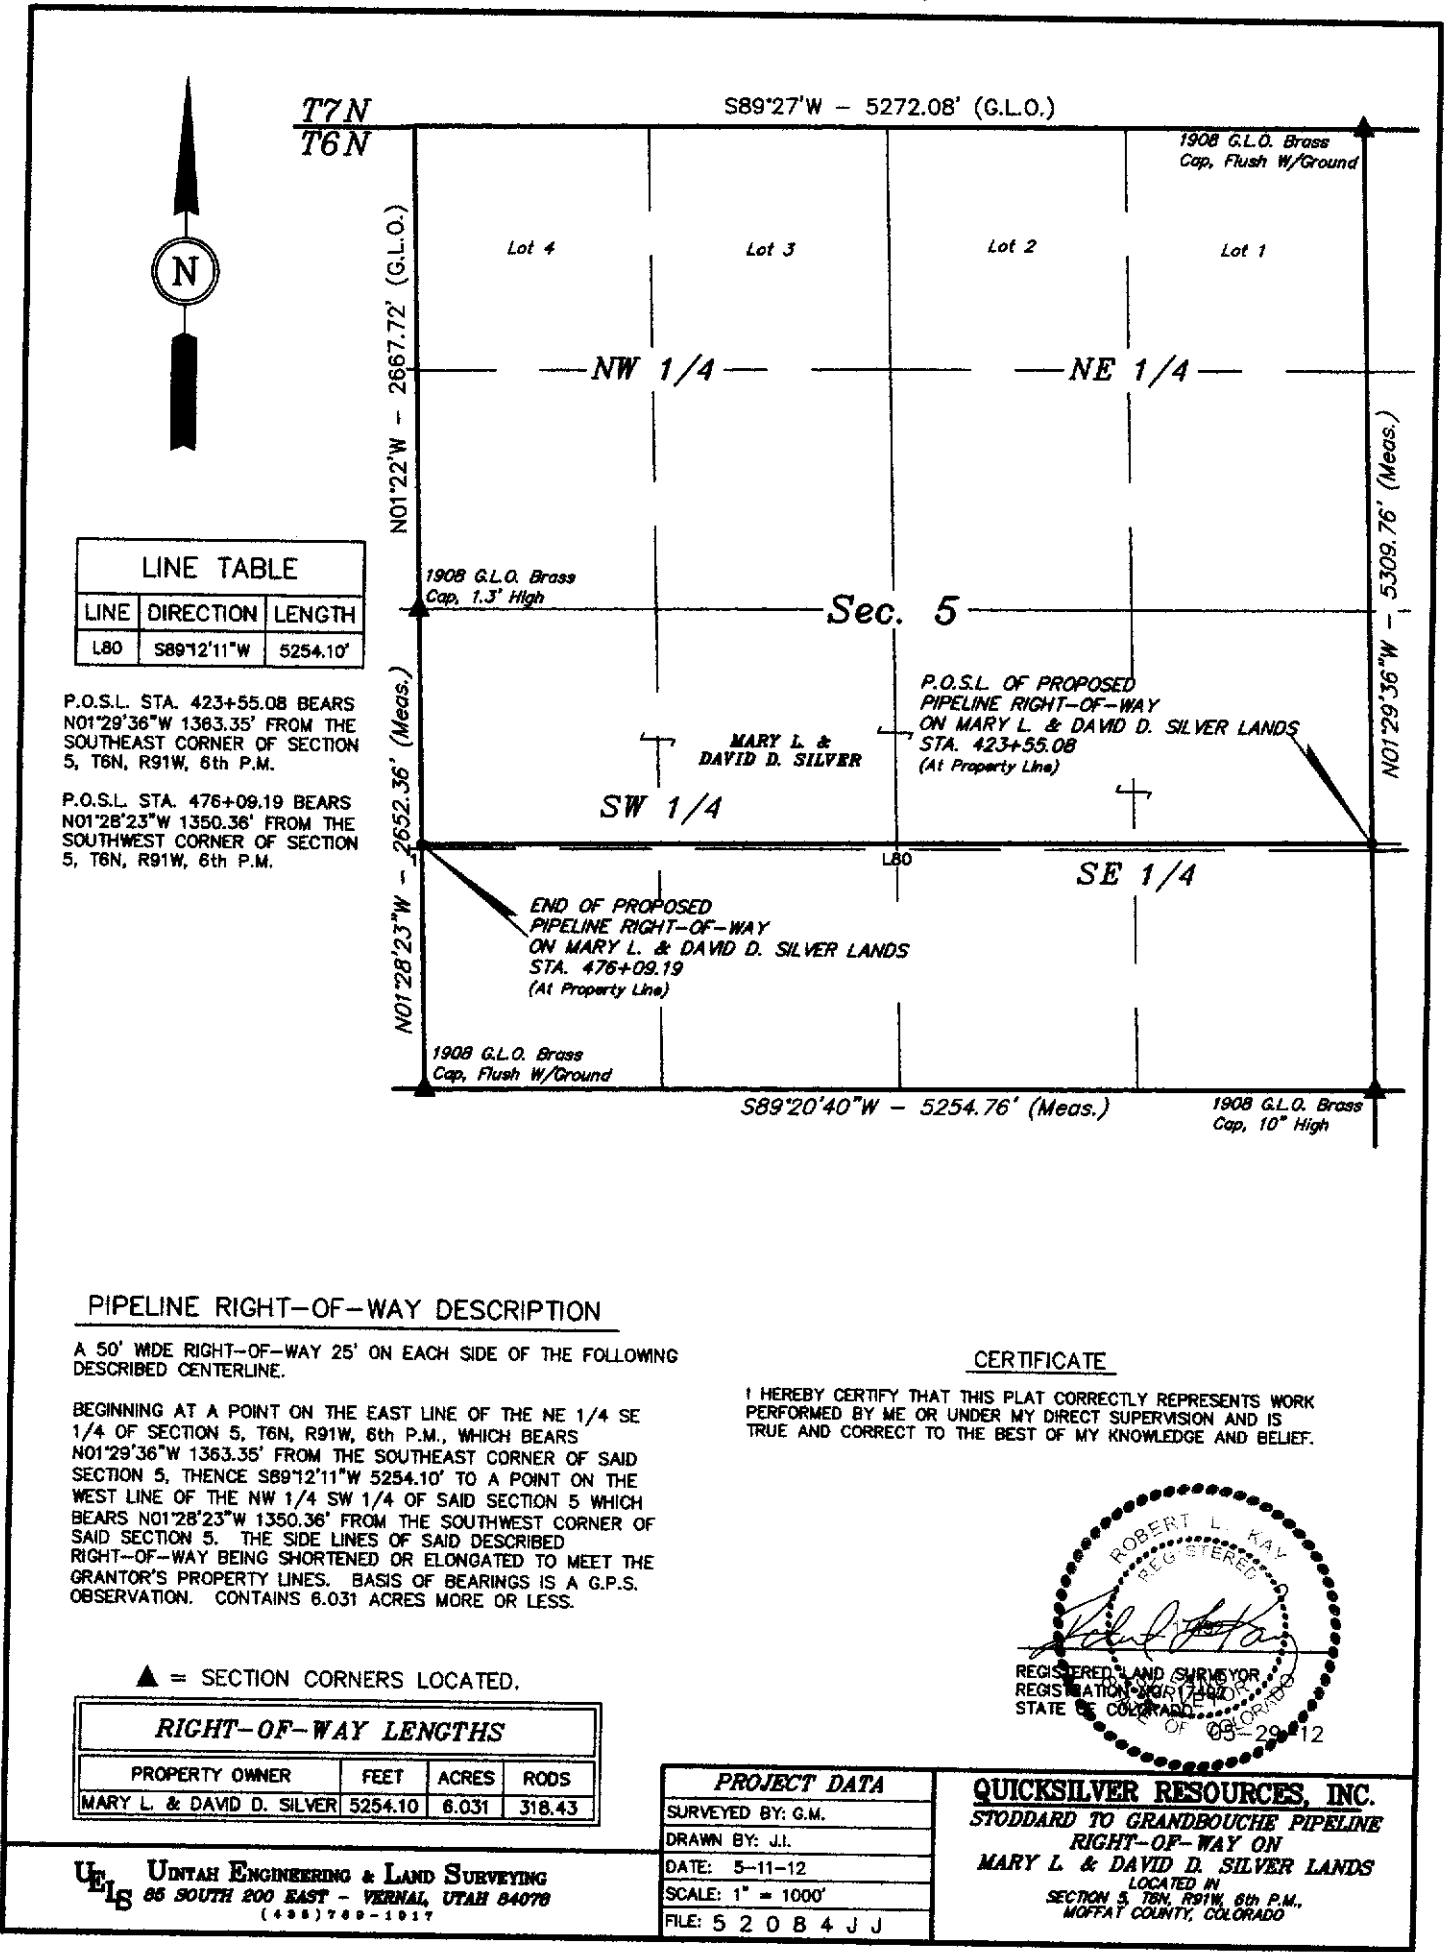 T7N
T6N
S89°27'W - 5272.08' (G.L.O.)
1908 G.L.O. Brass
Cap, Flush W/Ground
N
Lot 4
Lot 3
Lot 2
Lot 1
N01°22'W - 2667.72' (G.L.O.)
NW 1/4
NE 1/4
N01°29'36"W - 5309.76' (Meas.)
LINE TABLE
LINE DIRECTION LENGTH
L80 S89°12'11"W 5254.10'
1908 G.L.O. Brass
Cap, 1.3' High
Sec. 5
P.O.S.L. STA. 423+55.08 BEARS
N01°29'36"W 1363.35' FROM THE
SOUTHEAST CORNER OF SECTION
5, T6N, R91W, 6th P.M.
P.O.S.L. STA. 476+09.19 BEARS
N01°28'23"W 1350.36' FROM THE
SOUTHWEST CORNER OF SECTION
5, T6N, R91W, 6th P.M.
N01°28'23"W - 2652.36' (Meas.)
P.O.S.L. OF PROPOSED
PIPELINE RIGHT-OF-WAY
ON MARY L. & DAVID D. SILVER LANDS
STA. 423+55.08
(At Property Line)
MARY L. &
DAVID D. SILVER
SW 1/4
L80
SE 1/4
END OF PROPOSED
PIPELINE RIGHT-OF-WAY
ON MARY L. & DAVID D. SILVER LANDS
STA. 476+09.19
(At Property Line)
1908 G.L.O. Brass
Cap, Flush W/Ground
S89°20'40"W - 5254.76' (Meas.)
1908 G.L.O. Brass
Cap, 10" High
PIPELINE RIGHT-OF-WAY DESCRIPTION
A 50' WIDE RIGHT-OF-WAY 25' ON EACH SIDE OF THE FOLLOWING
DESCRIBED CENTERLINE.
BEGINNING AT A POINT ON THE EAST LINE OF THE NE 1/4 SE
1/4 OF SECTION 5, T6N, R91W, 6th P.M., WHICH BEARS
N01°29'36"W 1363.35' FROM THE SOUTHEAST CORNER OF SAID
SECTION 5, THENCE S89°12'11"W 5254.10' TO A POINT ON THE
WEST LINE OF THE NW 1/4 SW 1/4 OF SAID SECTION 5 WHICH
BEARS N01°28'23"W 1350.36' FROM THE SOUTHWEST CORNER OF
SAID SECTION 5. THE SIDE LINES OF SAID DESCRIBED
RIGHT-OF-WAY BEING SHORTENED OR ELONGATED TO MEET THE
GRANTOR'S PROPERTY LINES. BASIS OF BEARINGS IS A G.P.S.
OBSERVATION. CONTAINS 6.031 ACRES MORE OR LESS.
CERTIFICATE
I HEREBY CERTIFY THAT THIS PLAT CORRECTLY REPRESENTS WORK
PERFORMED BY ME OR UNDER MY DIRECT SUPERVISION AND IS
TRUE AND CORRECT TO THE BEST OF MY KNOWLEDGE AND BELIEF.
ROBERT L. KAY
REGISTERED
REGISTERED LAND SURVEYOR
REGISTRATION NO. 17492
STATE OF COLORADO
OF COLORADO
05-29-12
▲ = SECTION CORNERS LOCATED.
RIGHT-OF-WAY LENGTHS
PROPERTY OWNER FEET ACRES RODS
MARY L. & DAVID D. SILVER 5254.10 6.031 318.43
UELS UINTAH ENGINEERING & LAND SURVEYING
85 SOUTH 200 EAST - VERNAL, UTAH 84078
(435)789-1017
PROJECT DATA
SURVEYED BY: G.M.
DRAWN BY: J.I.
DATE: 5-11-12
SCALE: 1" = 1000'
FILE: 5 2 0 8 4 J J
QUICKSILVER RESOURCES, INC.
STODDARD TO GRANDBOUCHE PIPELINE
RIGHT-OF-WAY ON
MARY L & DAVID D. SILVER LANDS
LOCATED IN
SECTION 5, T6N, R91W, 6th P.M.,
MOFFAT COUNTY, COLORADO